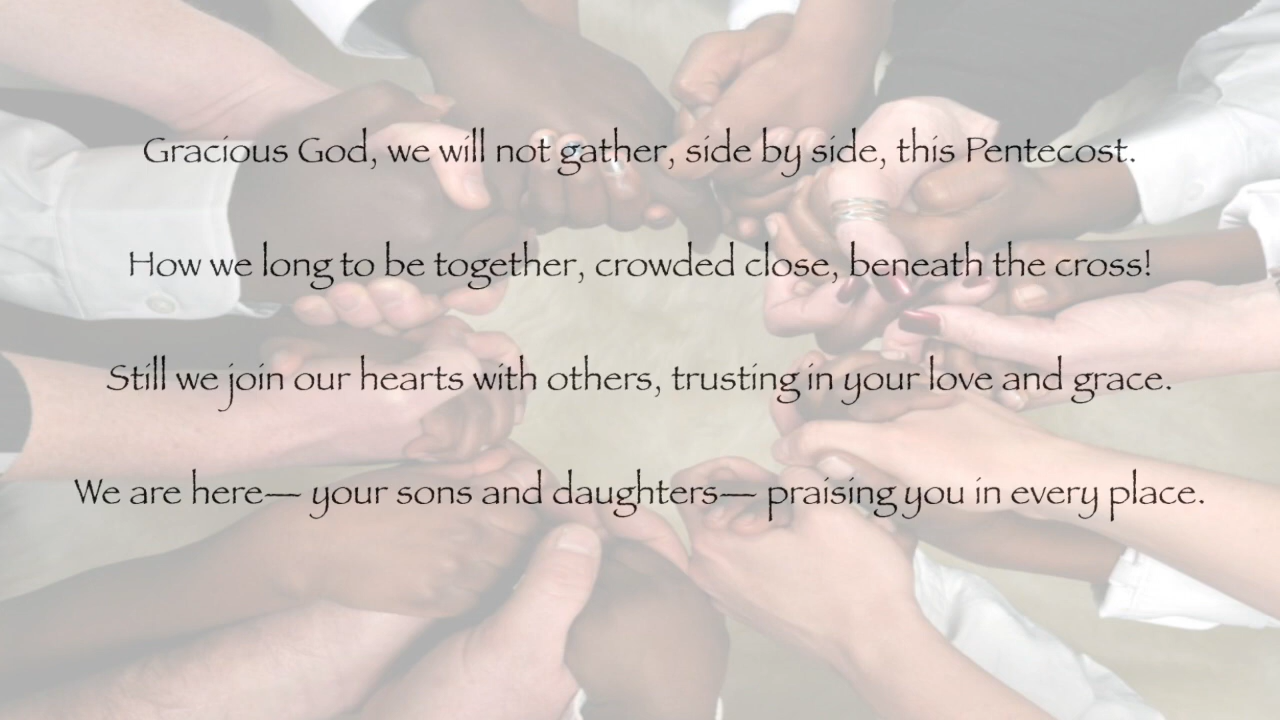 Gracious God, we will not gather, side by side, this Pentecost.
How we long to be together, crowded close, beneath the cross!
Still we join our hearts with others, trusting in your love and grace.
We are here— your sons and daughters— praising you in every place.